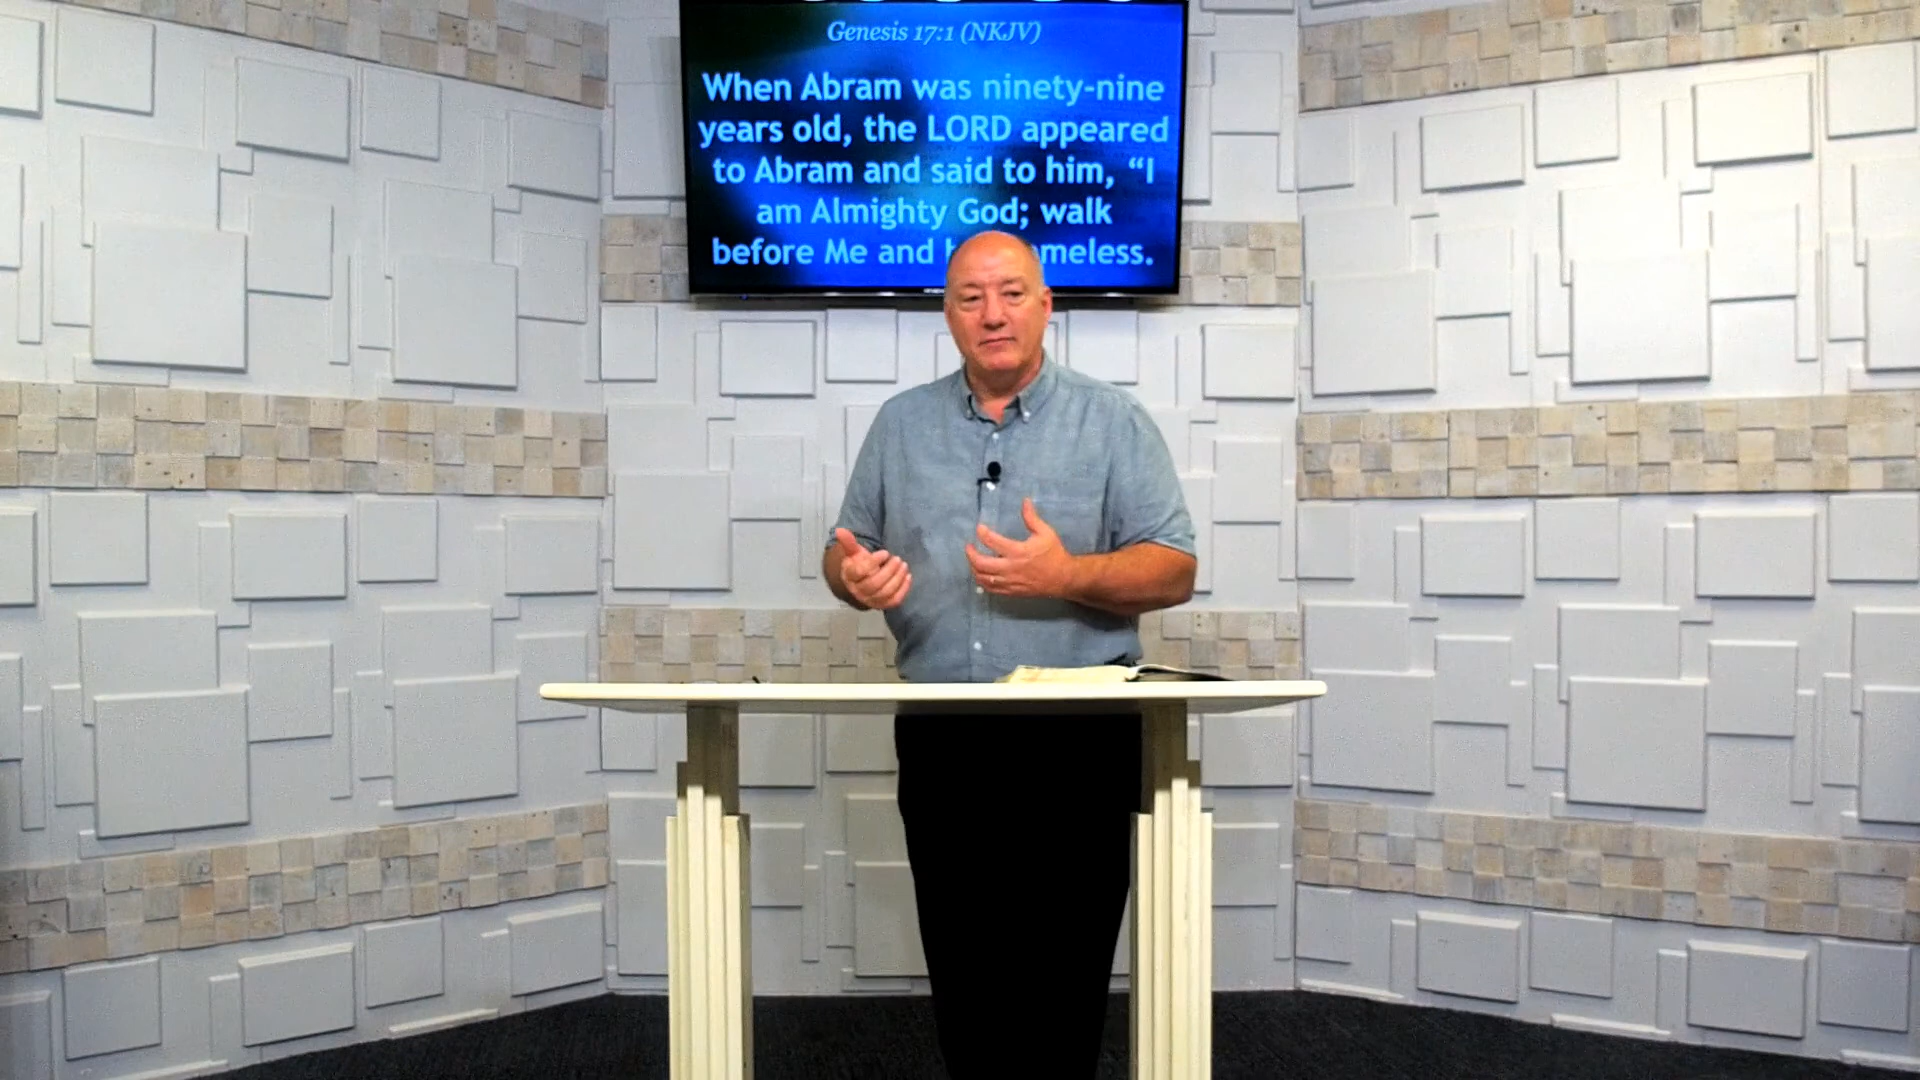 Genesis 17:1 (NKJV)
When Abram was ninety-nine
years old, the LORD appeared
to Abram and said to him, “I
am Almighty God; walk
before Me and